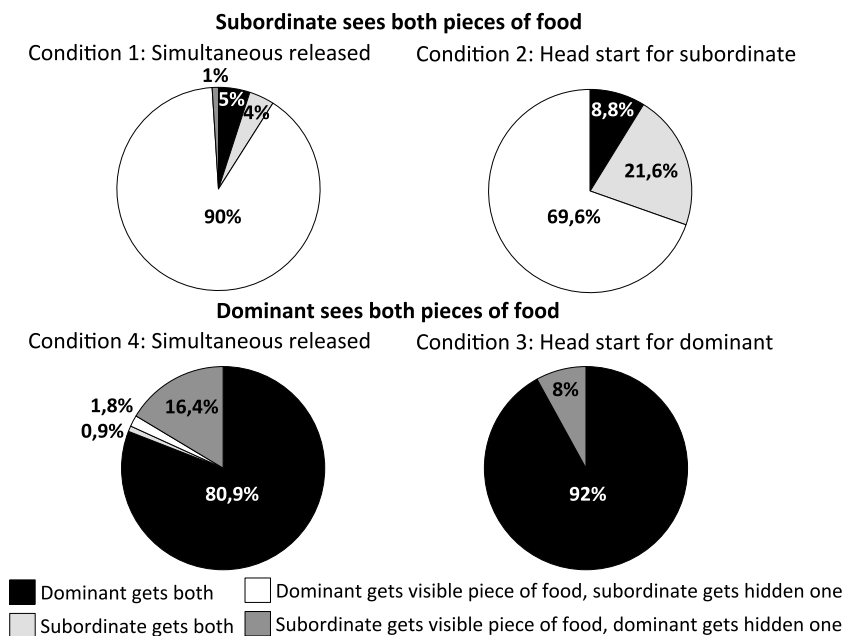 Subordinate sees both pieces of food
Condition 1: Simultaneous released
Condition 2: Head start for subordinate
1%
5%
4%
90%
8,8%
21,6%
69,6%
Dominant sees both pieces of food
Condition 4: Simultaneous released
Condition 3: Head start for dominant
1,8%
0,9%
16,4%
80,9%
8%
92%
Dominant gets both
Dominant gets visible piece of food, subordinate gets hidden one
Subordinate gets both
Subordinate gets visible piece of food, dominant gets hidden one